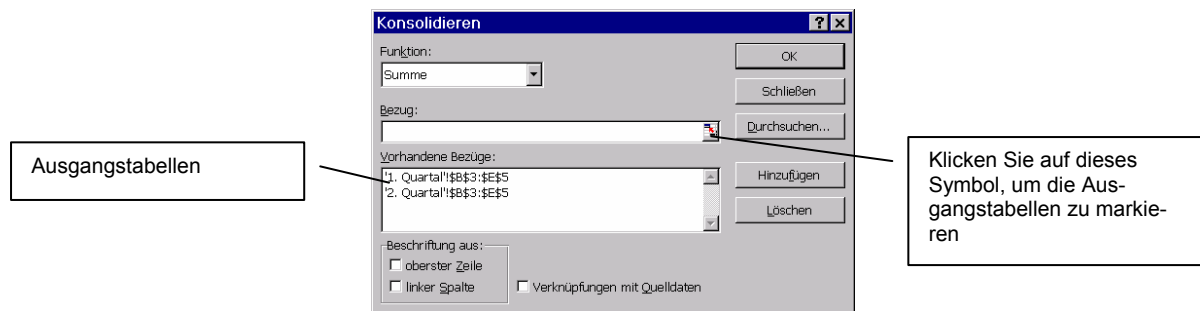 Konsolidieren
Funktion:
Summe
OK
Schließen
Bezug:
Durchsuchen...
Vorhandene Bezüge:
'1. Quartal'!$B$3:$E$5
'2. Quartal'!$B$3:$E$5
Hinzufügen
Löschen
Beschriftung aus:
oberster Zeile
linker Spalte
Verknüpfungen mit Quelldaten
Ausgangstabellen
Klicken Sie auf dieses
Symbol, um die Aus-
gangstabellen zu markie-
ren